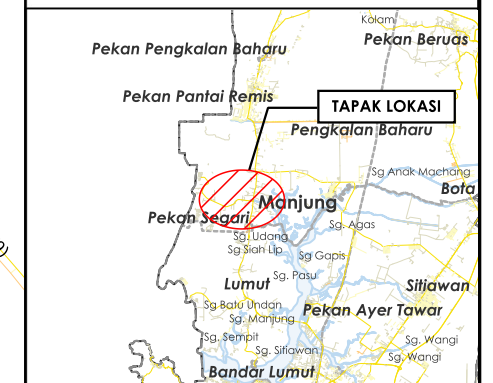 Kolam
Pekan Beruas
Pekan Pengkalan Baharu
Pekan Pantai Remis
TAPAK LOKASI
Pengkalan Baharu
Sg Anak Machang
Bota
Manjung
Pekan Segari
Sg. Agas
Sg. Udang
Sg Siah Lip
Sg Gapis
Sg. Pasu
Lumut
Sitiawan
Sg Batu Undan
Pekan Ayer Tawar
Sg. Manjung
Sg. Sempit
Sg. Wangi
Sg. Sitiawan
Sg. Wangi
Bandar Lumut